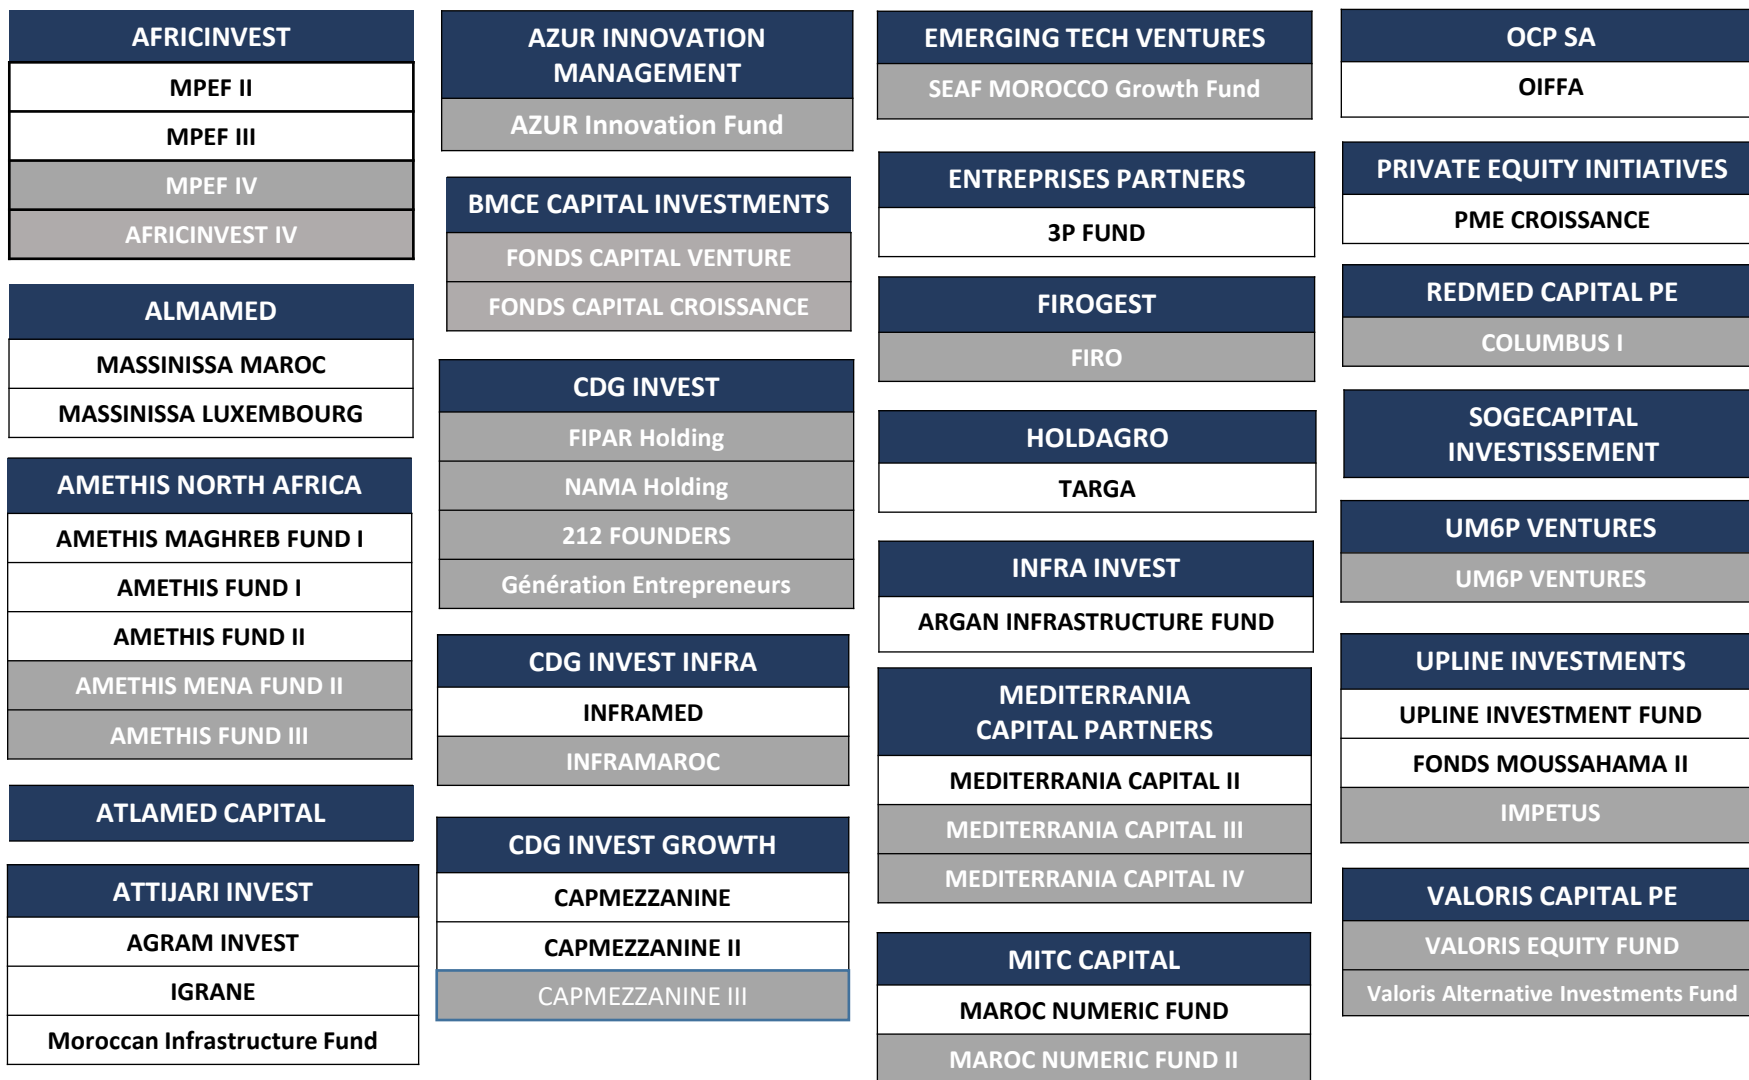 AFRICINVEST
MPEF II
MPEF III
MPEF IV
AFRICINVEST IV
ALMAMED
MASSINISSA MAROC
MASSINISSA LUXEMBOURG
AMETHIS NORTH AFRICA
AMETHIS MAGHREB FUND I
AMETHIS FUND I
AMETHIS FUND II
AMETHIS MENA FUND II
AMETHIS FUND III
ATLAMED CAPITAL
ATTIJARI INVEST
AGRAM INVEST
IGRANE
Moroccan Infrastructure Fund
AZUR INNOVATION
MANAGEMENT
AZUR Innovation Fund
BMCE CAPITAL INVESTMENTS
FONDS CAPITAL VENTURE
FONDS CAPITAL CROISSANCE
CDG INVEST
FIPAR Holding
NAMA Holding
212 FOUNDERS
Génération Entrepreneurs
CDG INVEST INFRA
INFRAMED
INFRAMAROC
CDG INVEST GROWTH
CAPMEZZANINE
CAPMEZZANINE II
CAPMEZZANINE III
EMERGING TECH VENTURES
SEAF MOROCCO Growth Fund
ENTREPRISES PARTNERS
3P FUND
FIROGEST
FIRO
HOLDAGRO
TARGA
INFRA INVEST
ARGAN INFRASTRUCTURE FUND
MEDITERRANIA
CAPITAL PARTNERS
MEDITERRANIA CAPITAL II
MEDITERRANIA CAPITAL III
MEDITERRANIA CAPITAL IV
MITC CAPITAL
MAROC NUMERIC FUND
MAROC NUMERIC FUND II
OCP SA
OIFFA
PRIVATE EQUITY INITIATIVES
PME CROISSANCE
REDMED CAPITAL PE
COLUMBUS I
SOGECAPITAL
INVESTISSEMENT
UM6P VENTURES
UM6P VENTURES
UPLINE INVESTMENTS
UPLINE INVESTMENT FUND
FONDS MOUSSAHAMA II
IMPETUS
VALORIS CAPITAL PE
VALORIS EQUITY FUND
Valoris Alternative Investments Fund